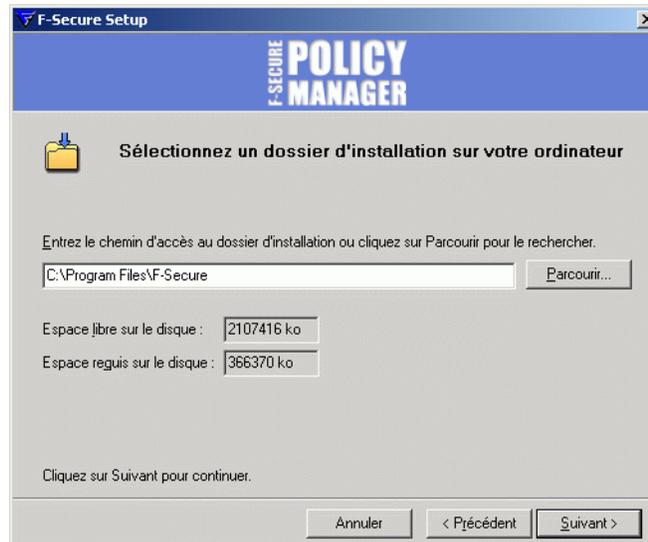 F-Secure Setup
F-SECURE
POLICY
MANAGER
Sélectionnez un dossier d'installation sur votre ordinateur
Entrez le chemin d'accès au dossier d'installation ou cliquez sur Parcourir pour le rechercher.
C:\Program Files\F-Secure Parcourir...
Espace libre sur le disque : 2107416 ko
Espace requis sur le disque : 366370 ko
Cliquez sur Suivant pour continuer.
Annuler < Précédent Suivant >